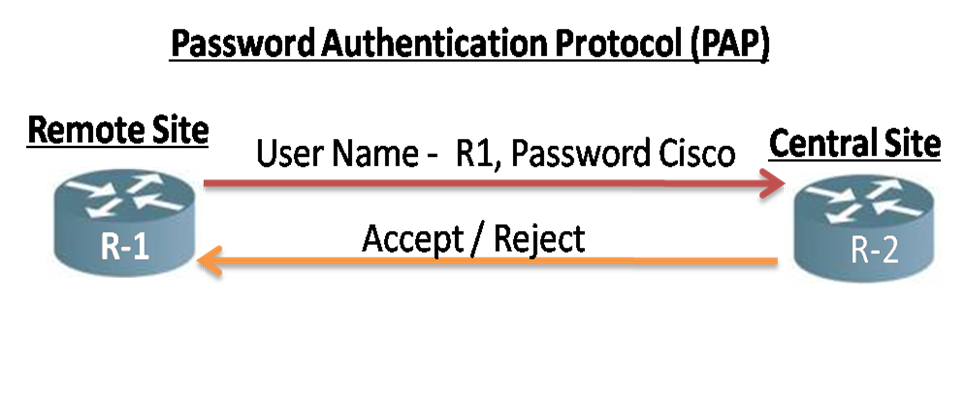 Password Authentication Protocol (PAP)
Remote Site
User Name - R1, Password Cisco
Central Site
R-1
Accept / Reject
R-2